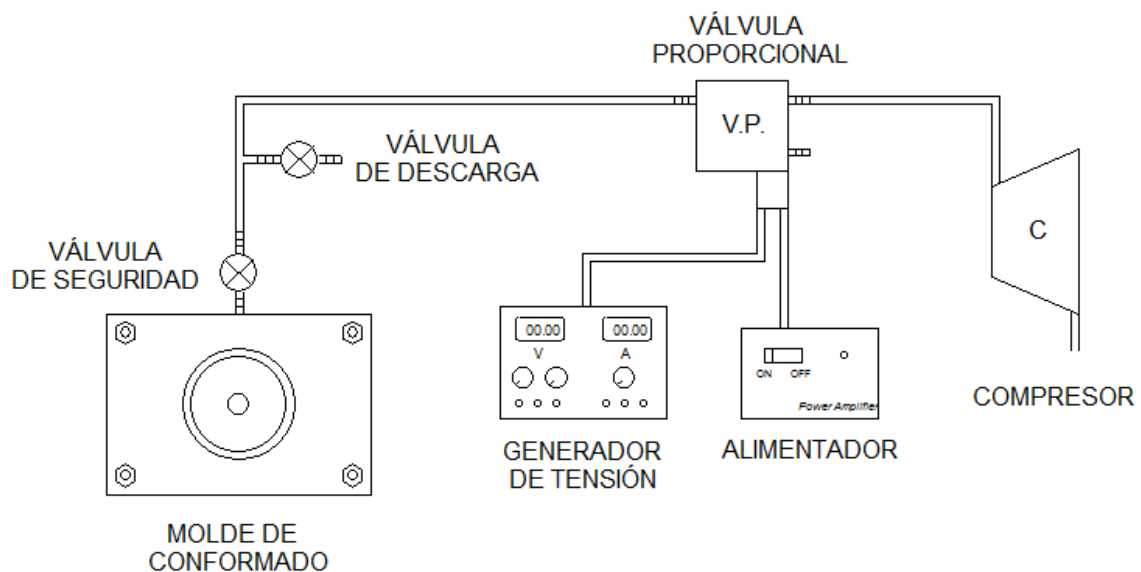 VÁLVULA
PROPORCIONAL
V.P.
VÁLVULA
DE DESCARGA
VÁLVULA
DE SEGURIDAD
C
00.00
00.00
V
A
ON
OFF
Power Amplifier
COMPRESOR
GENERADOR
DE TENSIÓN
ALIMENTADOR
MOLDE DE
CONFORMADO